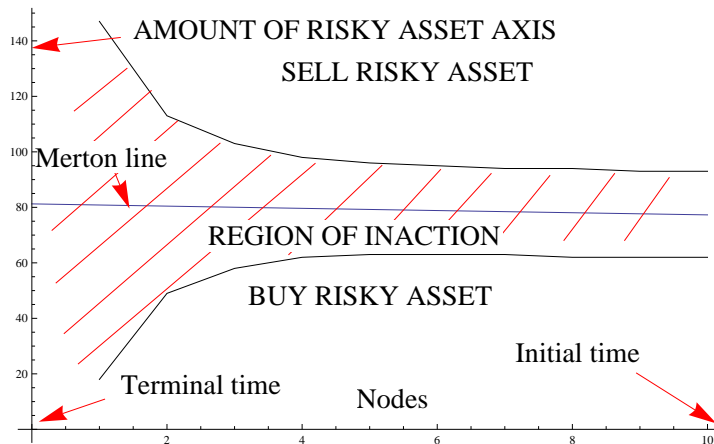 AMOUNT OF RISKY ASSET AXIS
SELL RISKY ASSET
Merton line
REGION OF INACTION
BUY RISKY ASSET
Initial time
Terminal time
Nodes
140
120
100
80
60
40
20
2
4
6
8
10